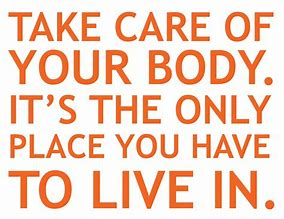 TAKE CARE OF
YOUR BODY.
IT’S THE ONLY
PLACE YOU HAVE
TO LIVE IN.